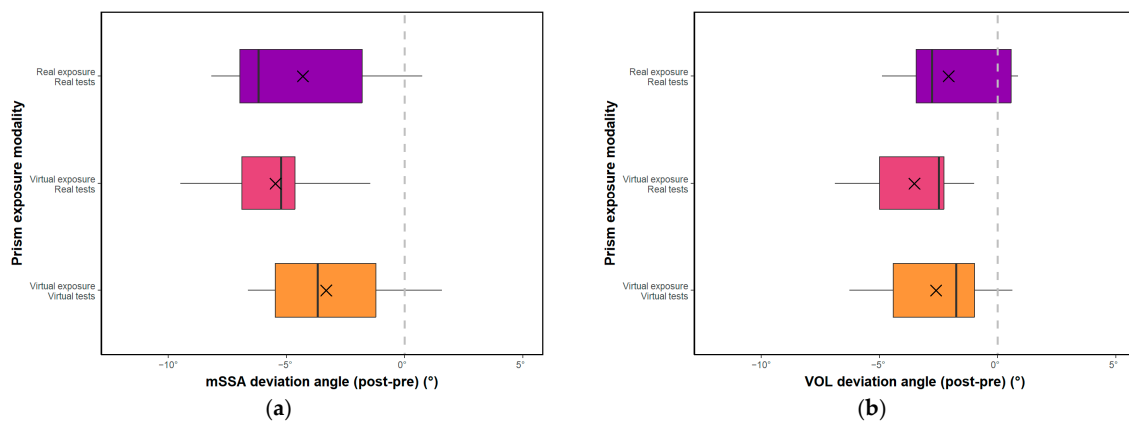 Prism exposure modality
Real exposure
Real tests
Virtual exposure
Real tests
Virtual exposure
Virtual tests
−10° −5° 0° 5°
mSSA deviation angle (post-pre) (°)
(a)
Prism exposure modality
Real exposure
Real tests
Virtual exposure
Real tests
Virtual exposure
Virtual tests
−10° −5° 0° 5°
VOL deviation angle (post-pre) (°)
(b)